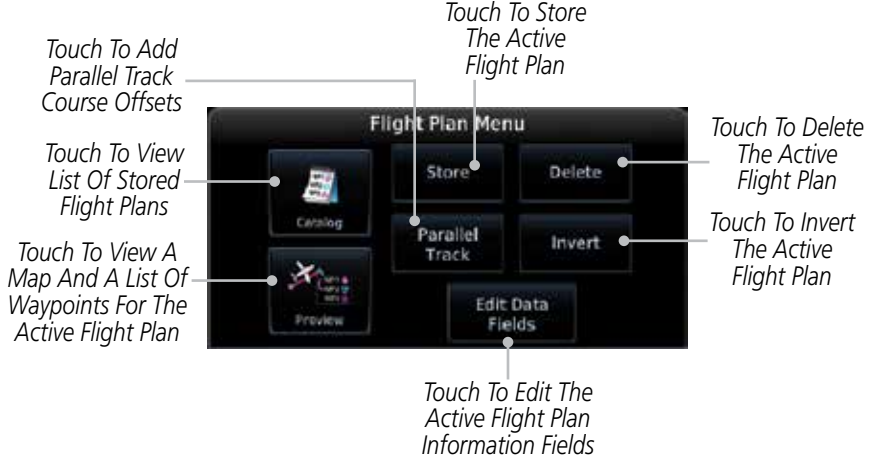 Touch To Store
The Active
Flight Plan
Touch To Add
Parallel Track
Course Offsets
Touch To View
List Of Stored
Flight Plans
Touch To View A
Map And A List Of
Waypoints For The
Active Flight Plan
Flight Plan Menu
Catalog
Store
Delete
Parallel
Track
Invert
Preview
Edit Data
Fields
Touch To Delete
The Active
Flight Plan
Touch To Invert
The Active
Flight Plan
Touch To Edit The
Active Flight Plan
Information Fields